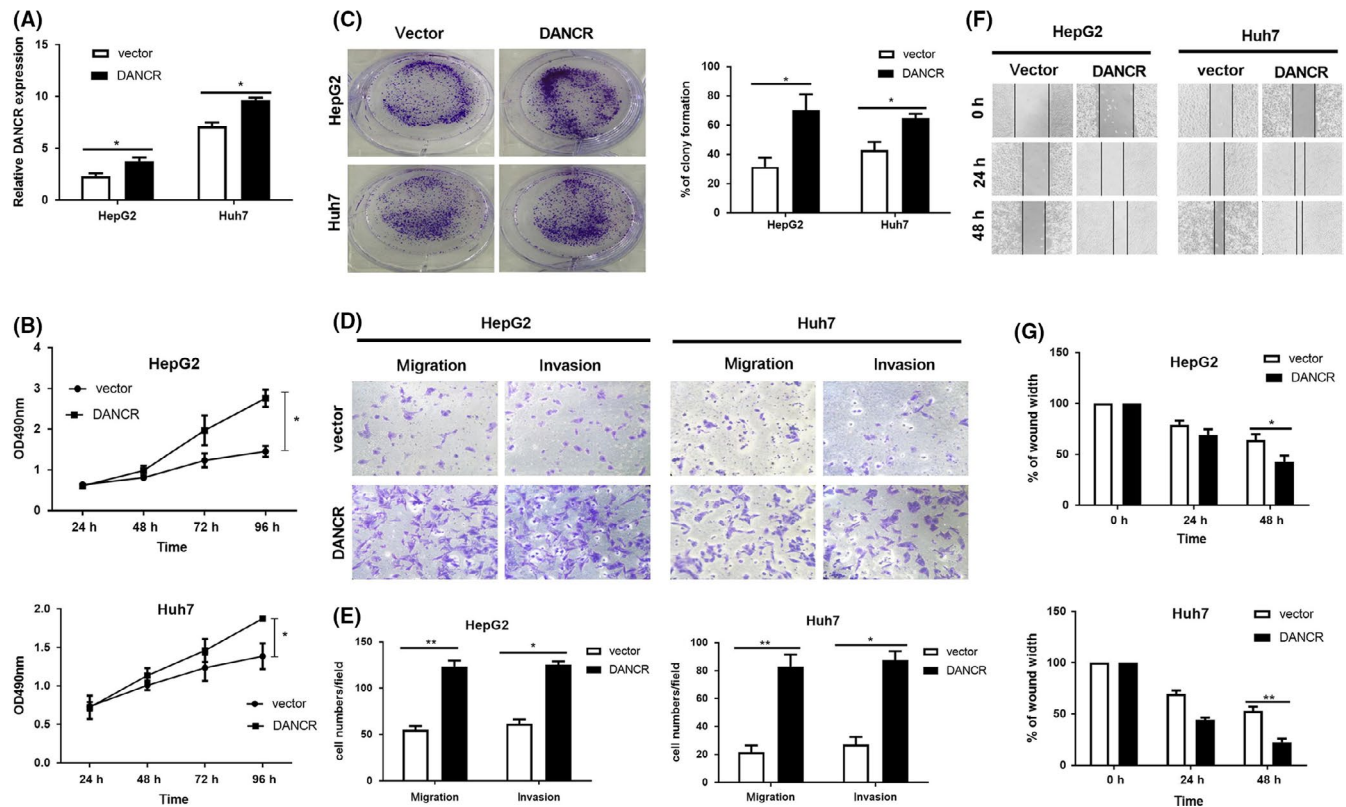 (A)
vector
DANCR
Relative DANCR expression
15
10
5
0
*
*
HepG2
Huh7
(B)
HepG2
vector
DANCR
OD490nm
4
3
2
1
0
*
24 h 48 h 72 h 96 h
Time
Huh7
OD490nm
2.0
1.5
1.0
0.5
0.0
*
vector
DANCR
24 h 48 h 72 h 96 h
Time
(C)
Vector DANCR
HepG2
Huh7
vector
DANCR
%of clony formation
100
80
60
40
20
0
*
*
HepG2
Huh7
(D)
HepG2 Huh7
Migration Invasion Migration Invasion
vector
DANCR
(E)
HepG2
cell numbers/field
150
100
50
0
**
*
vector
DANCR
Migration Invasion
Huh7
cell numbers/field
100
80
60
40
20
0
**
*
vector
DANCR
Migration Invasion
(F)
HepG2 Huh7
Vector DANCR vector DANCR
0 h
24 h
48 h
(G)
HepG2
vector
DANCR
% of wound width
150
100
50
0
*
0 h 24 h 48 h
Time
Huh7
vector
DANCR
% of wound width
150
100
50
0
**
0 h 24 h 48 h
Time